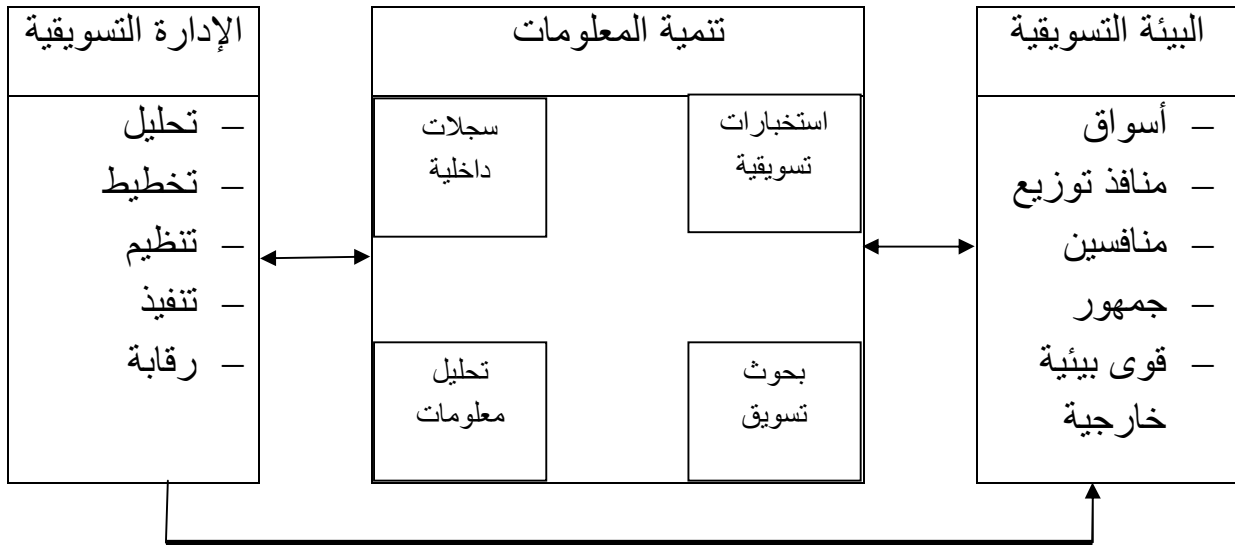 البيئة التسويقية
– أسواق
– منافذ توزيع
– منافسين
– جمهور
– قوى بيئية
خارجية
تنمية المعلومات
استخبارات
تسويقية
سجلات
داخلية
بحوث
تسويق
تحليل
معلومات
الإدارة التسويقية
– تحليل
– تخطيط
– تنظيم
– تنفيذ
– رقابة